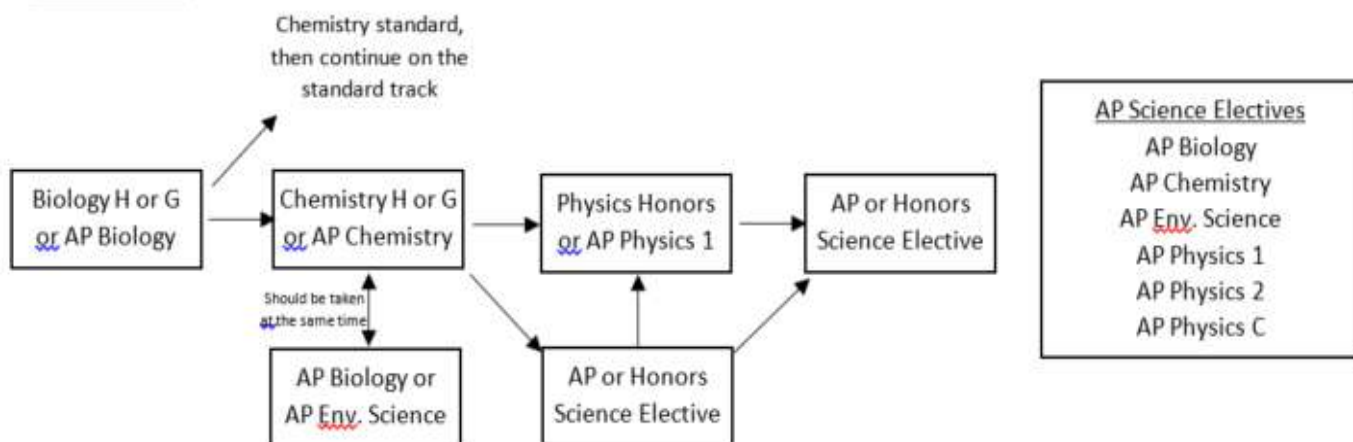 Chemistry standard,
then continue on the
standard track
Biology H or G
or AP Biology
Chemistry H or G
or AP Chemistry
Physics Honors
or AP Physics 1
AP or Honors
Science Elective
Should be taken
at the same time
AP Biology or
AP Env. Science
AP or Honors
Science Elective
AP Science Electives
AP Biology
AP Chemistry
AP Env. Science
AP Physics 1
AP Physics 2
AP Physics C